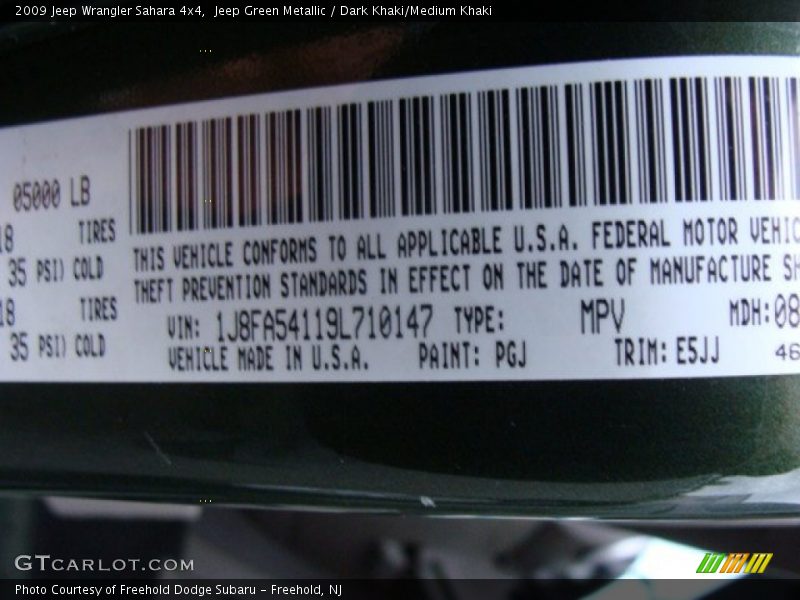 2009 Jeep Wrangler Sahara 4x4,  Jeep Green Metallic / Dark Khaki/Medium Khaki
05000 LB
18 TIRES
35 PSI) COLD
18 TIRES
35 PSI) COLD
THIS VEHICLE CONFORMS TO ALL APPLICABLE U.S.A. FEDERAL MOTOR VEHIC
THEFT PREVENTION STANDARDS IN EFFECT ON THE DATE OF MANUFACTURE SH
VIN: 1J8FA54119L710147 TYPE: MPV MDH:08
VEHICLE MADE IN U.S.A. PAINT: PGJ TRIM: E5JJ 46
GTCARLOT.COM
Photo Courtesy of Freehold Dodge Subaru - Freehold, NJ